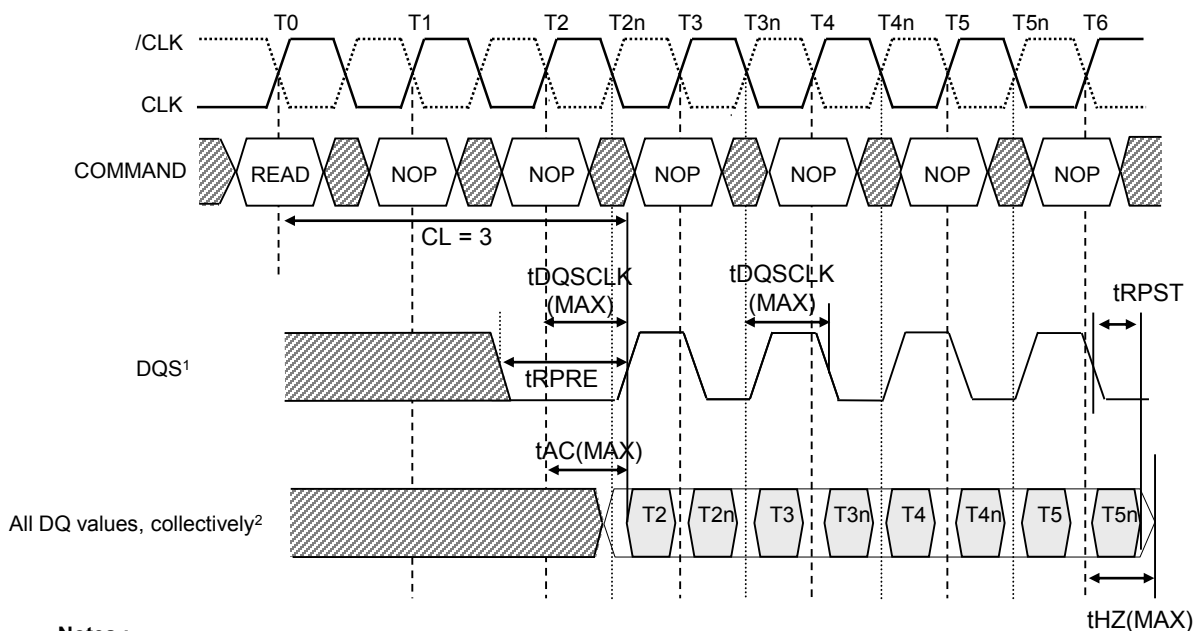 T0 T1 T2 T2n T3 T3n T4 T4n T5 T5n T6
/CLK
CLK
COMMAND READ NOP NOP NOP NOP NOP NOP
CL = 3
tDQSCLK (MAX)
tDQSCLK (MAX)
tRPST
DQS1
tRPRE
tAC(MAX)
All DQ values, collectively2 T2 T2n T3 T3n T4 T4n T5 T5n
tHZ(MAX)